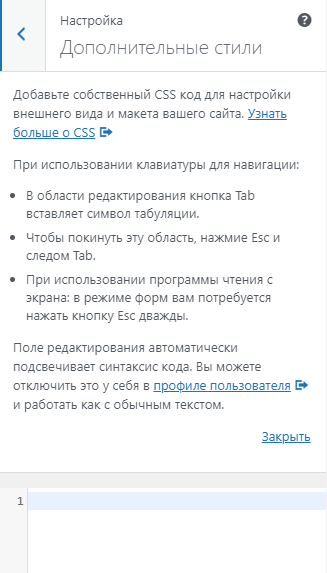 Настройка
Дополнительные стили
Добавьте собственный CSS код для настройки
внешнего вида и макета вашего сайта. Узнать
больше о CSS
При использовании клавиатуры для навигации:
В области редактирования кнопка Tab
вставляет символ табуляции.
Чтобы покинуть эту область, нажмие Esc и
следом Tab.
При использовании программы чтения с
экрана: в режиме форм вам потребуется
нажать кнопку Esc дважды.
Поле редактирования автоматически
подсвечивает синтаксис кода. Вы можете
отключить это у себя в профиле пользователя
и работать как с обычным текстом.
Закрыть
1